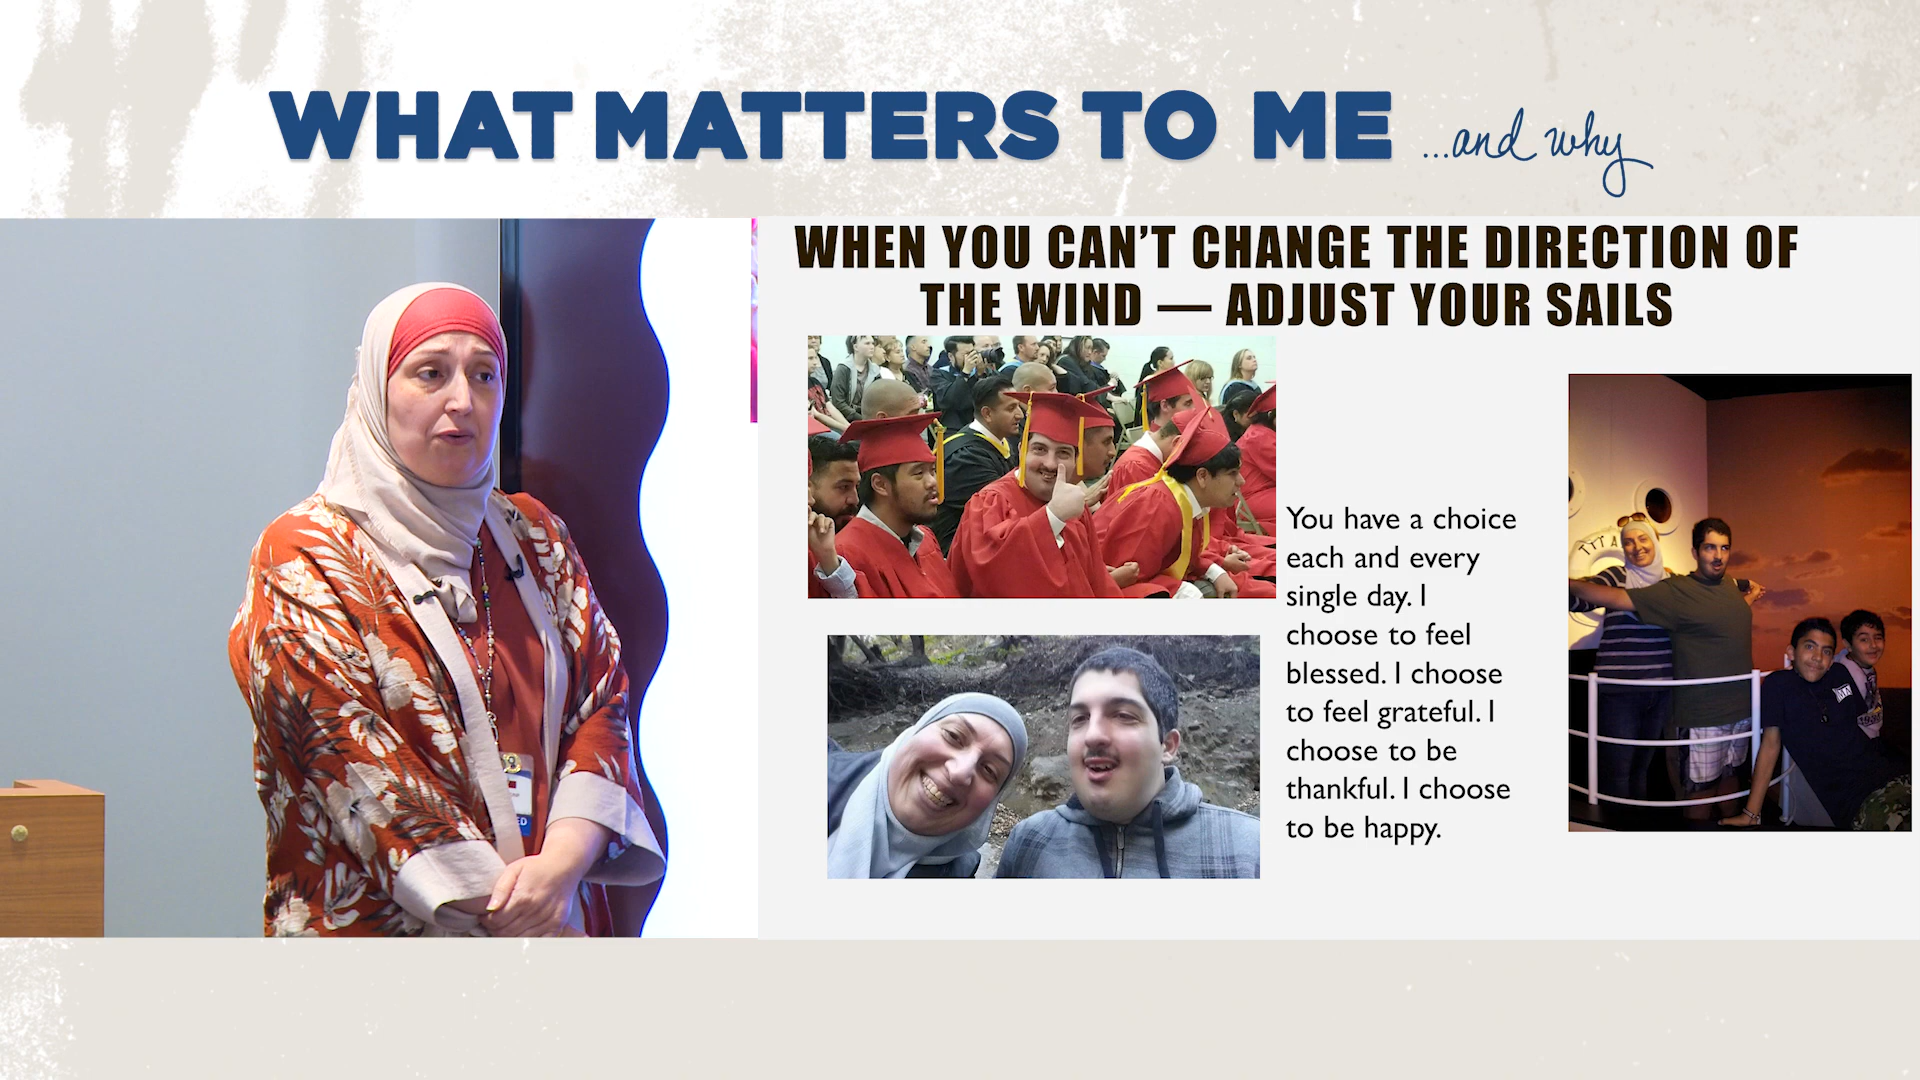 WHAT MATTERS TO ME ...and why
WHEN YOU CAN'T CHANGE THE DIRECTION OF
THE WIND — ADJUST YOUR SAILS
You have a choice
each and every
single day. I
choose to feel
blessed. I choose
to feel grateful. I
choose to be
thankful. I choose
to be happy.
TITA
ED